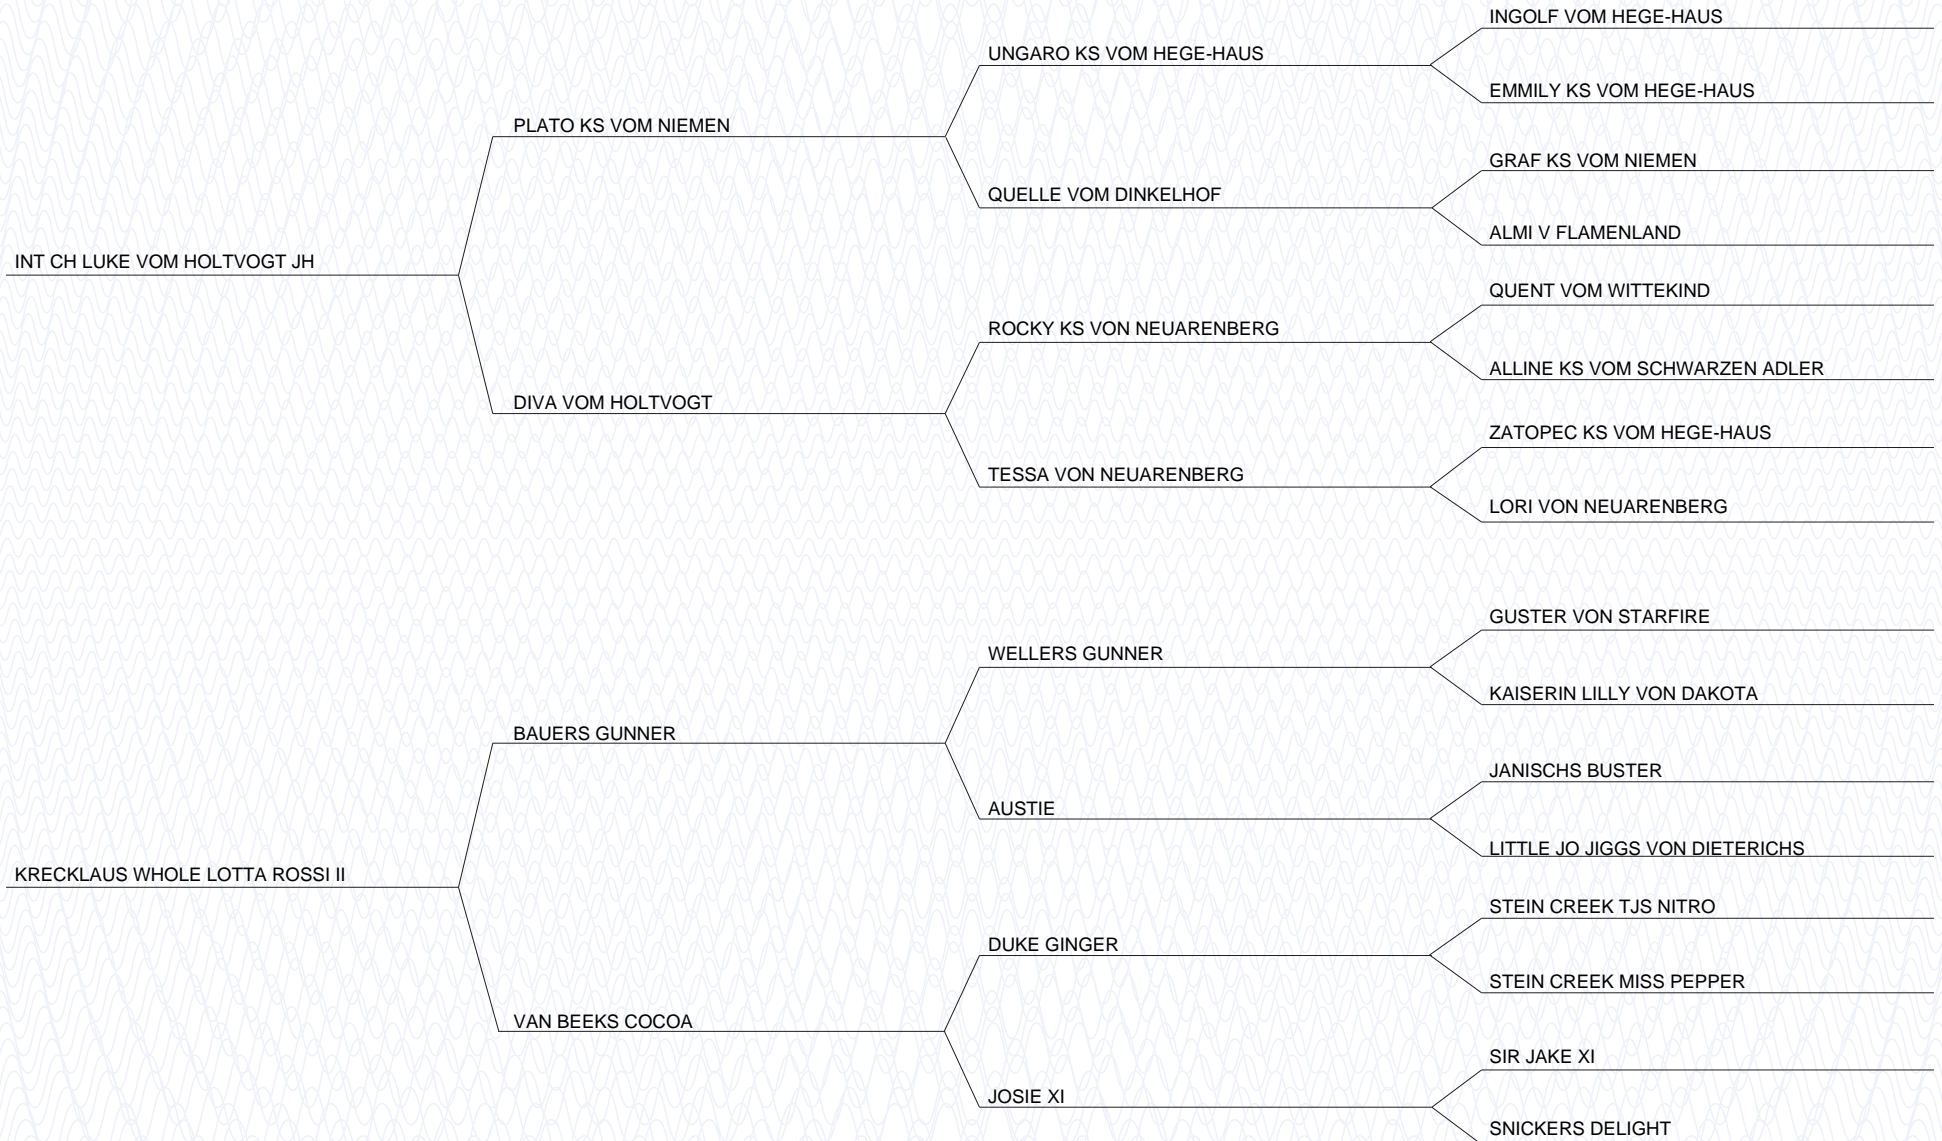 INGOLF VOM HEGE-HAUS
UNGARO KS VOM HEGE-HAUS
EMMILY KS VOM HEGE-HAUS
PLATO KS VOM NIEMEN
GRAF KS VOM NIEMEN
QUELLE VOM DINKELHOF
ALMI V FLAMENLAND
INT CH LUKE VOM HOLTVOGT JH
QUENT VOM WITTEKIND
ROCKY KS VON NEUARENBERG
ALLINE KS VOM SCHWARZEN ADLER
DIVA VOM HOLTVOGT
ZATOPEC KS VOM HEGE-HAUS
TESSA VON NEUARENBERG
LORI VON NEUARENBERG
GUSTER VON STARFIRE
WELLERS GUNNER
KAISERIN LILLY VON DAKOTA
BAUERS GUNNER
JANISCHS BUSTER
AUSTIE
LITTLE JO JIGGS VON DIETERICHS
KRECKLAUS WHOLE LOTTA ROSSI II
STEIN CREEK TJS NITRO
DUKE GINGER
STEIN CREEK MISS PEPPER
VAN BEEKS COCOA
SIR JAKE XI
JOSIE XI
SNICKERS DELIGHT